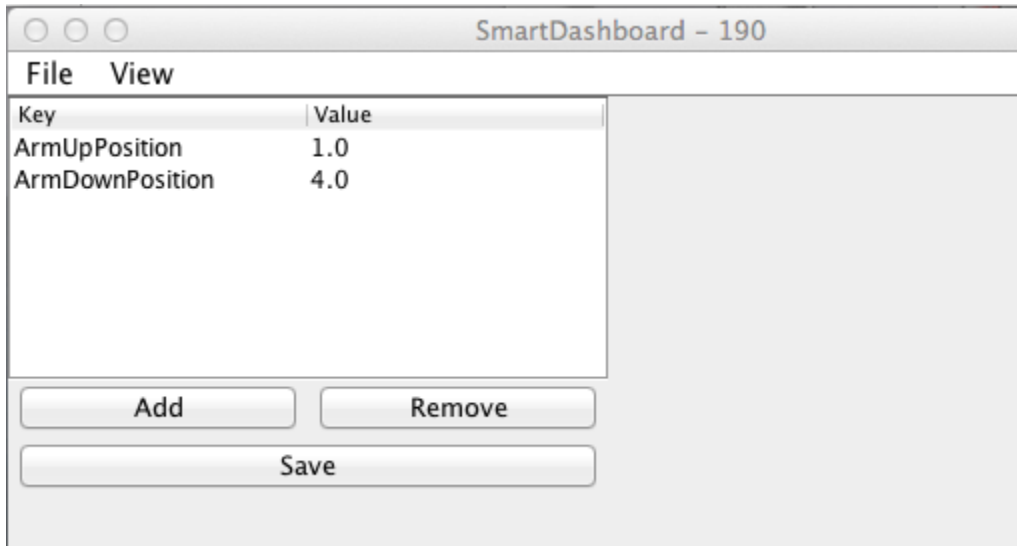 SmartDashboard – 190
File View
Key Value
ArmUpPosition 1.0
ArmDownPosition 4.0
Add Remove
Save